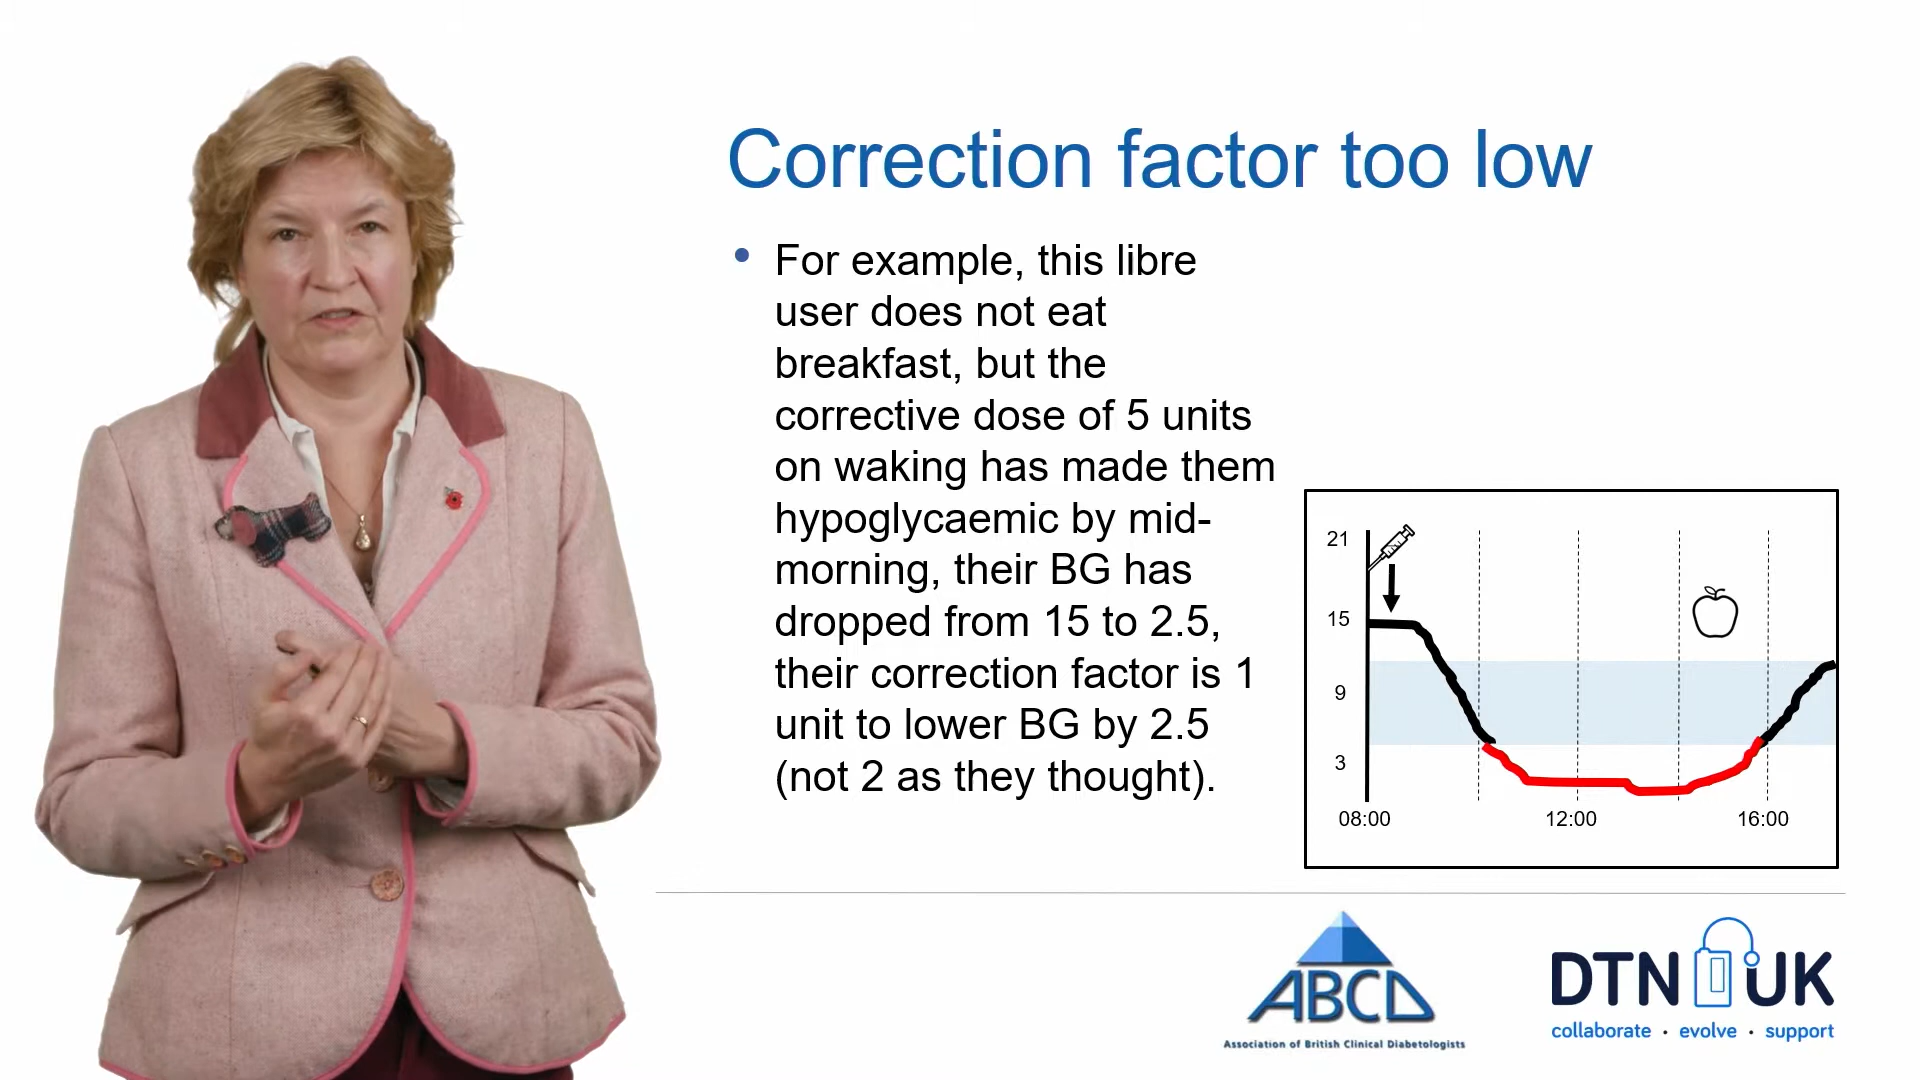 Correction factor too low
• For example, this libre
user does not eat
breakfast, but the
corrective dose of 5 units
on waking has made them
hypoglycaemic by mid-
morning, their BG has
dropped from 15 to 2.5,
their correction factor is 1
unit to lower BG by 2.5
(not 2 as they thought).
21
15
9
3
08:00 12:00 16:00
ABCD
Association of British Clinical Diabetologists
DTN UK
collaborate • evolve • support